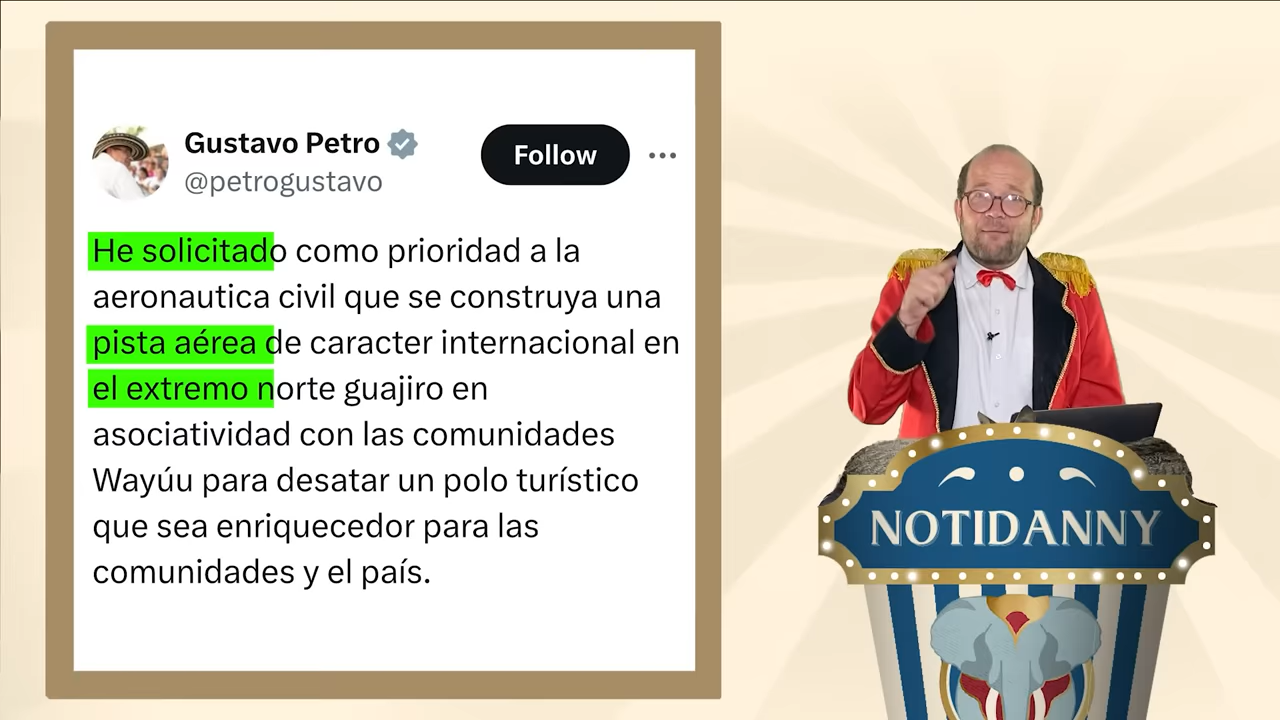 Gustavo Petro
@petrogustavo
Follow
He solicitado como prioridad a la
aeronautica civil que se construya una
pista aérea de caracter internacional en
el extremo norte guajiro en
asociatividad con las comunidades
Wayúu para desatar un polo turístico
que sea enriquecedor para las
comunidades y el país.
NOTIDANNY